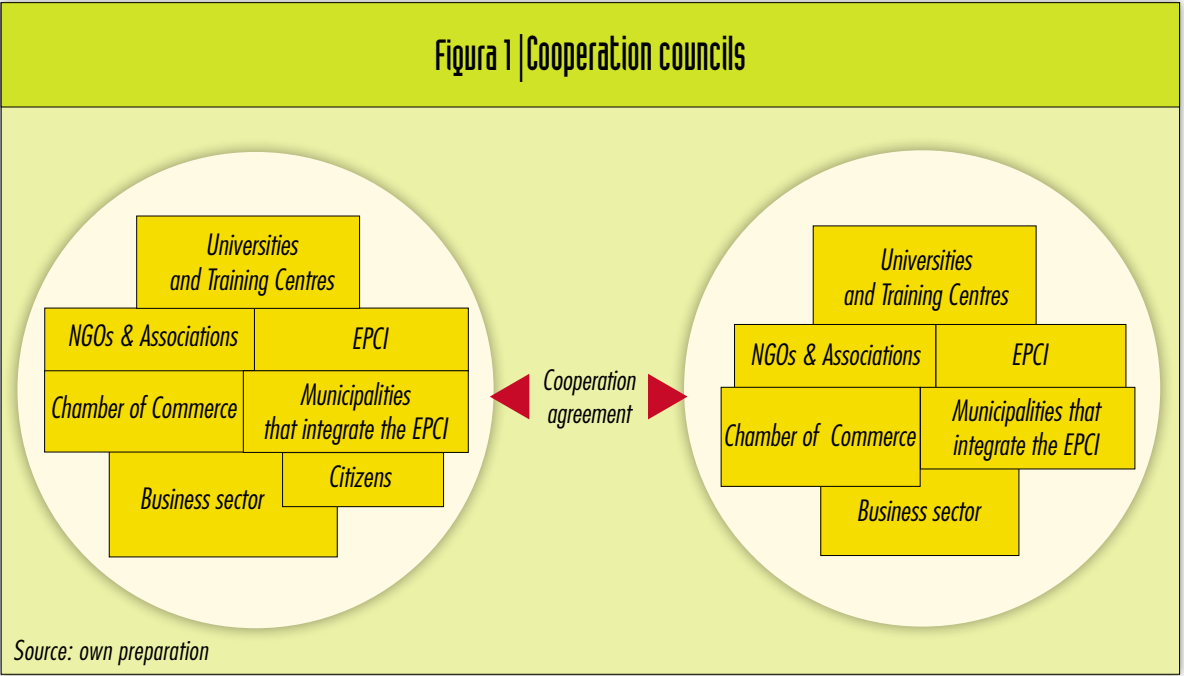 Figura 1|Cooperation councils
Universities
and Training Centres
NGOs & Associations
EPCI
Chamber of Commerce
Municipalities
that integrate the EPCI
Business sector
Citizens
Cooperation
agreement
Universities
and Training Centres
NGOs & Associations
EPCI
Chamber of Commerce
Municipalities that
integrate the EPCI
Business sector
Source: own preparation